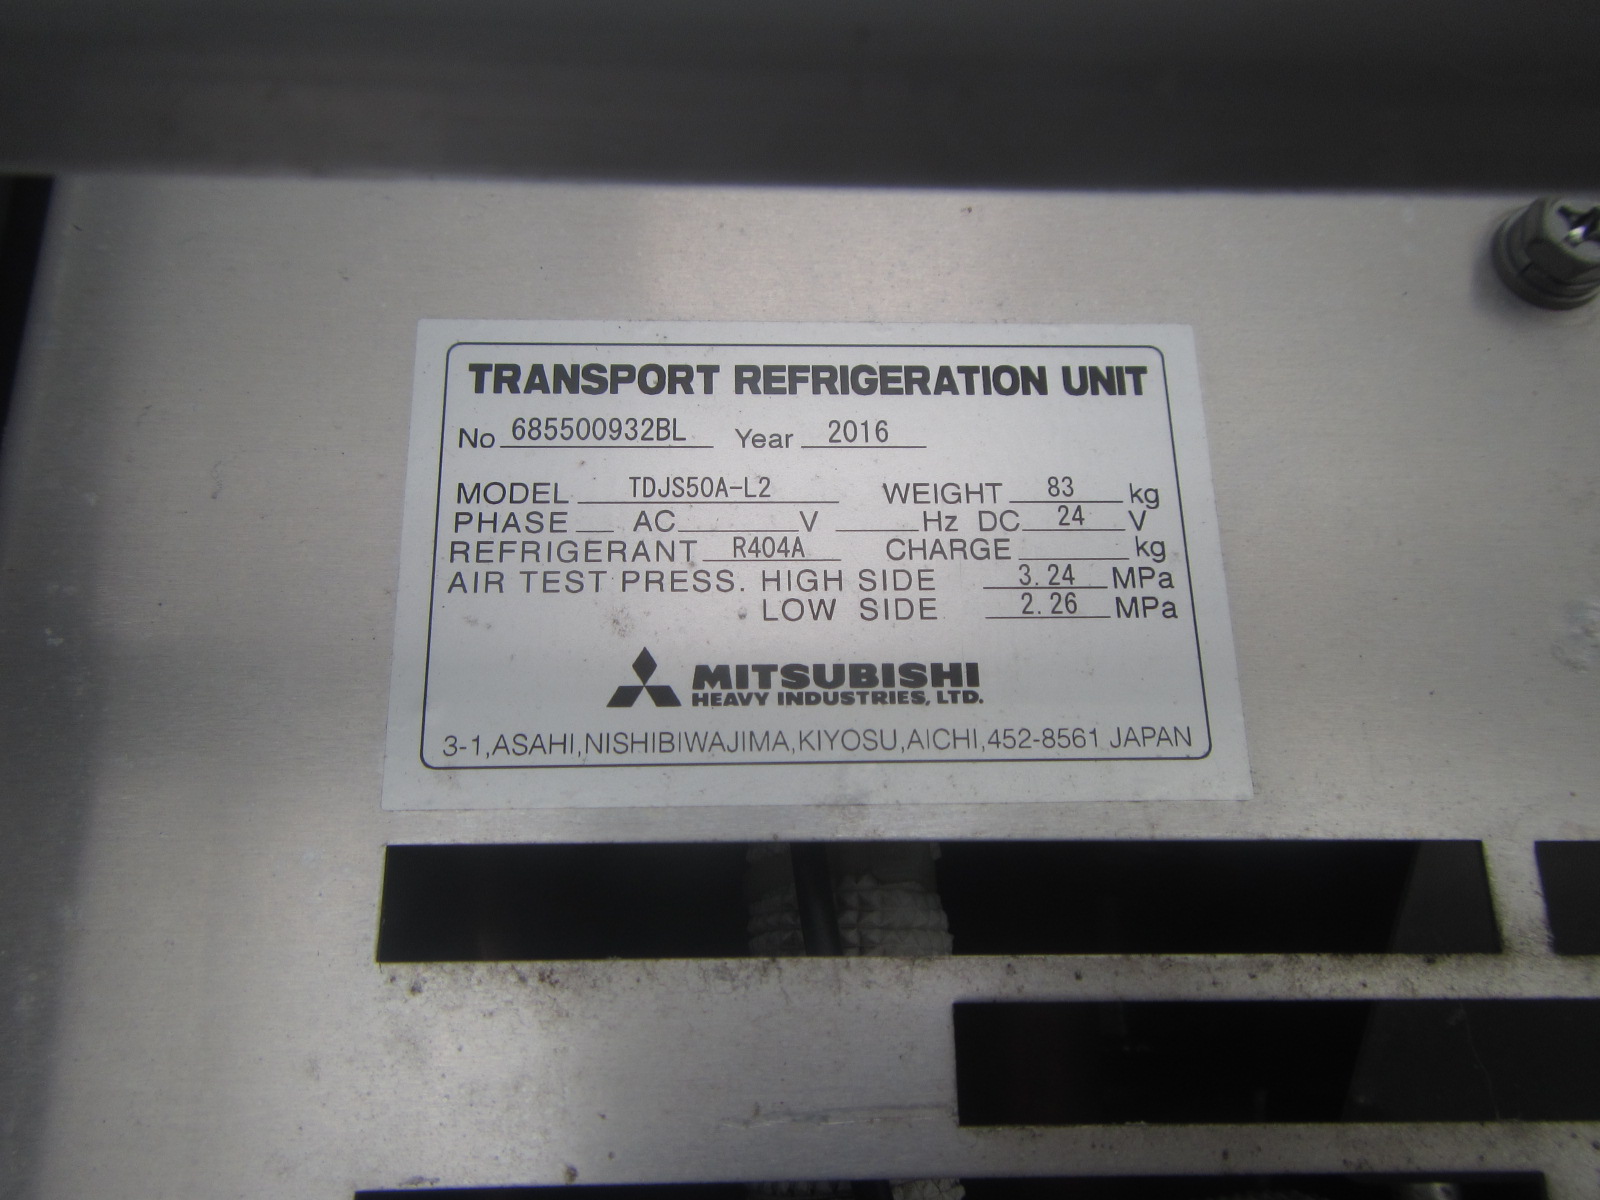 TRANSPORT REFRIGERATION UNIT
No 685500932BL Year 2016
MODEL TDJS50A-L2 WEIGHT 83 kg
PHASE AC V Hz DC 24 V
REFRIGERANT R404A CHARGE kg
AIR TEST PRESS. HIGH SIDE 3.24 MPa
LOW SIDE 2.26 MPa
MITSUBISHI
HEAVY INDUSTRIES, LTD.
3-1,ASAHI,NISHIBIWAJIMA,KIYOSU,AICHI,452-8561 JAPAN